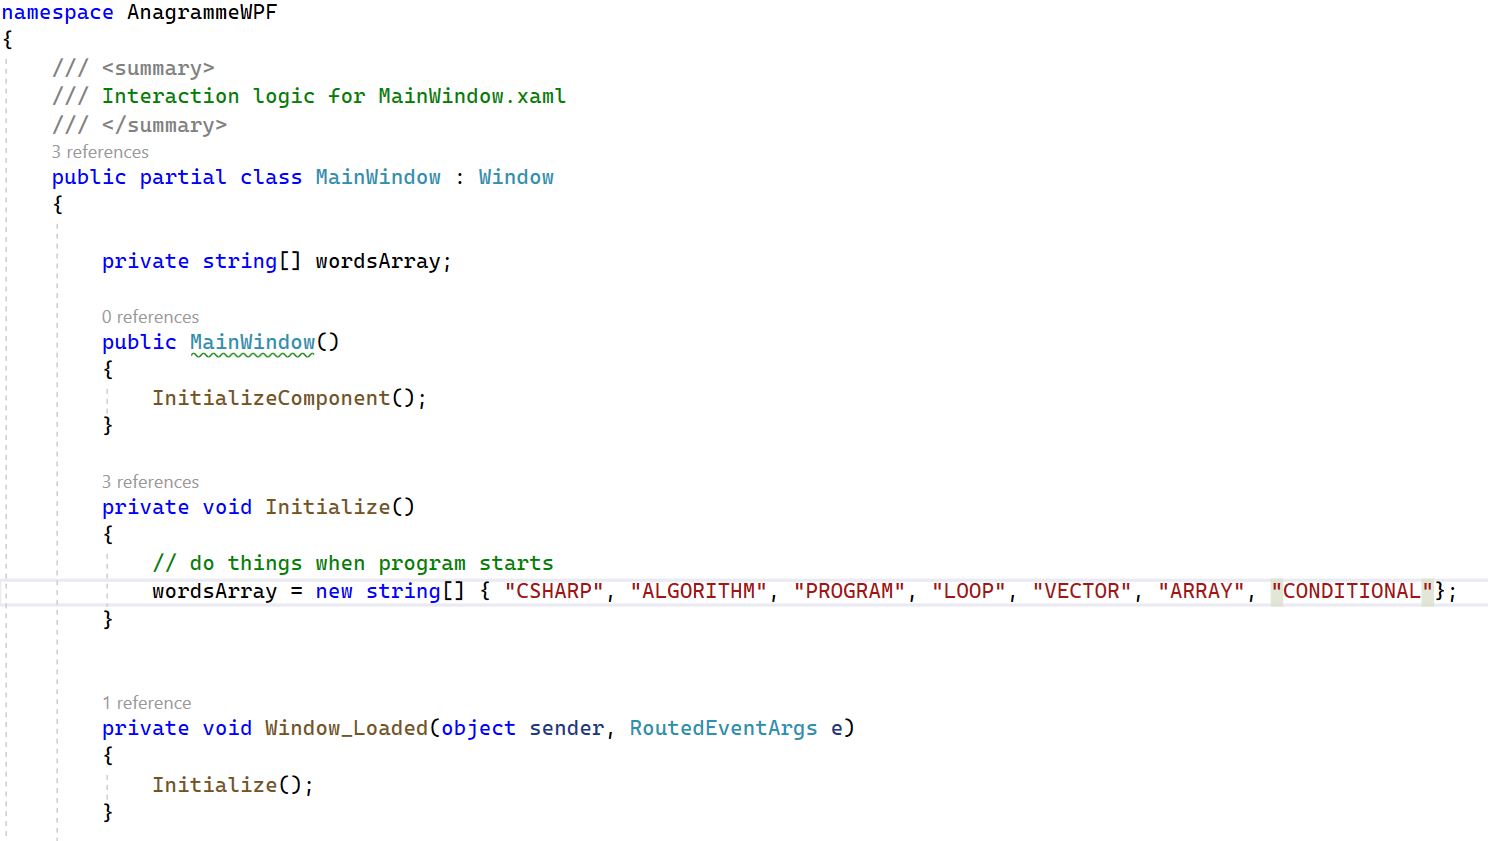 namespace AnagrammeWPF
{
/// <summary>
/// Interaction logic for MainWindow.xaml
/// </summary>
3 references
public partial class MainWindow : Window
{
private string[] wordsArray;
0 references
public MainWindow()
{
InitializeComponent();
}
3 references
private void Initialize()
{
// do things when program starts
wordsArray = new string[] { "CSHARP", "ALGORITHM", "PROGRAM", "LOOP", "VECTOR", "ARRAY", "CONDITIONAL"};
}
1 reference
private void Window_Loaded(object sender, RoutedEventArgs e)
{
Initialize();
}